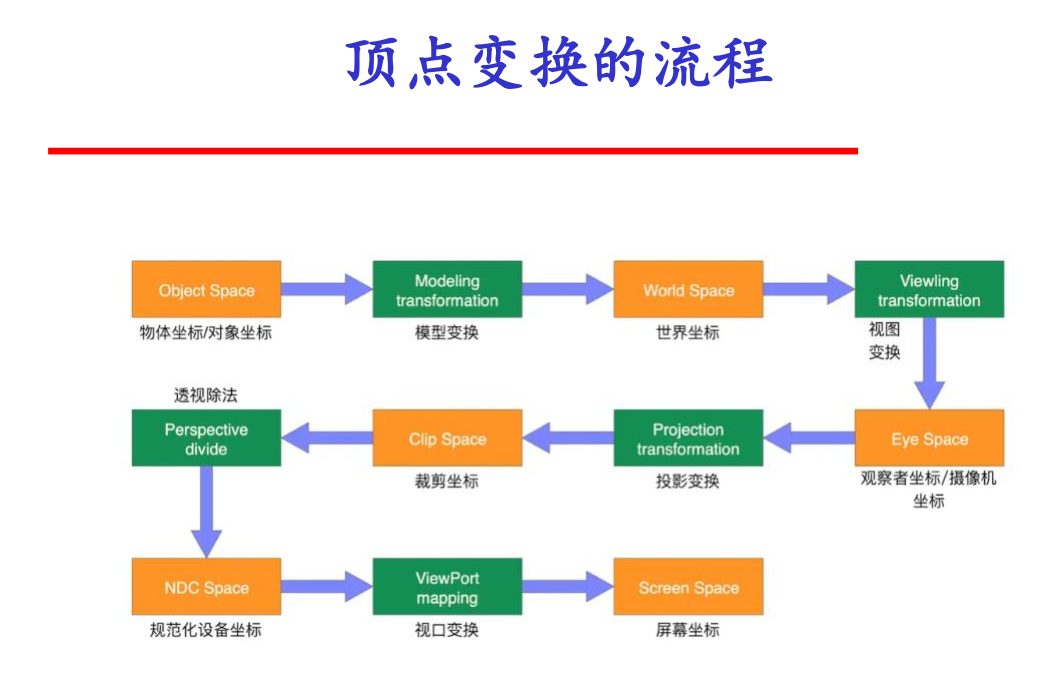 顶点变换的流程
Object Space
物体坐标/对象坐标
Modeling
transformation
模型变换
World Space
世界坐标
Viewling
transformation
视图
变换
透视除法
Perspective
divide
Clip Space
裁剪坐标
Projection
transformation
投影变换
Eye Space
观察者坐标/摄像机
坐标
NDC Space
规范化设备坐标
ViewPort
mapping
视口变换
Screen Space
屏幕坐标